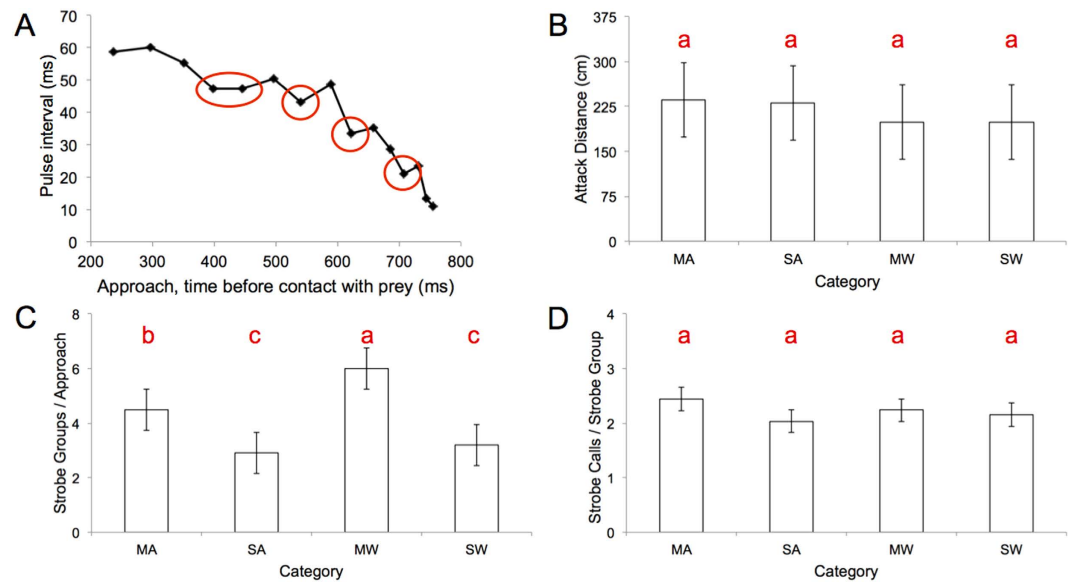 A
Pulse interval (ms)
70
60
50
40
30
20
10
0
200 300 400 500 600 700 800
Approach, time before contact with prey (ms)
B
Attack Distance (cm)
375
300
225
150
75
0
a a a a
MA SA MW SW
Category
C
Strobe Groups / Approach
8
6
4
2
0
b c a c
MA SA MW SW
Category
D
Strobe Calls / Strobe Group
4
3
2
1
0
a a a a
MA SA MW SW
Category